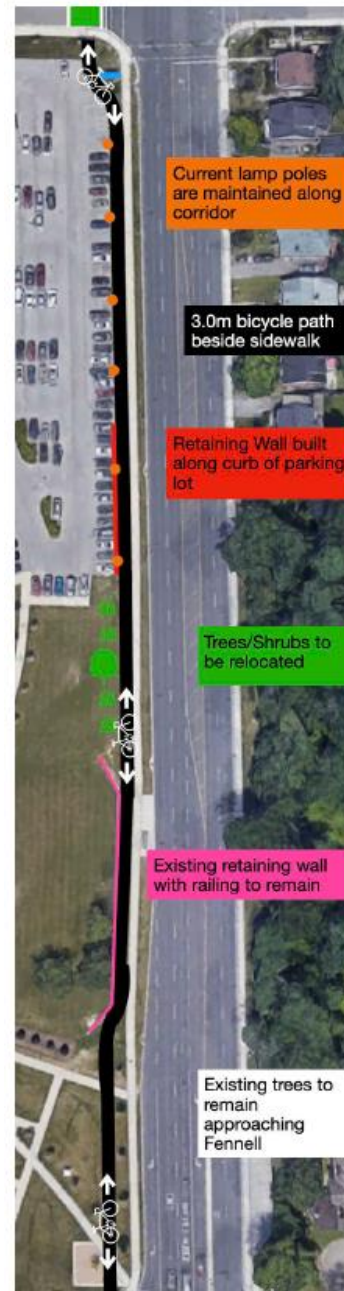 Current lamp poles
are maintained along
corridor
3.0m bicycle path
beside sidewalk
Retaining Wall built
along curb of parking
lot
Trees/Shrubs to
be relocated
Existing retaining wall
with railing to remain
Existing trees to
remain
approaching
Fennell